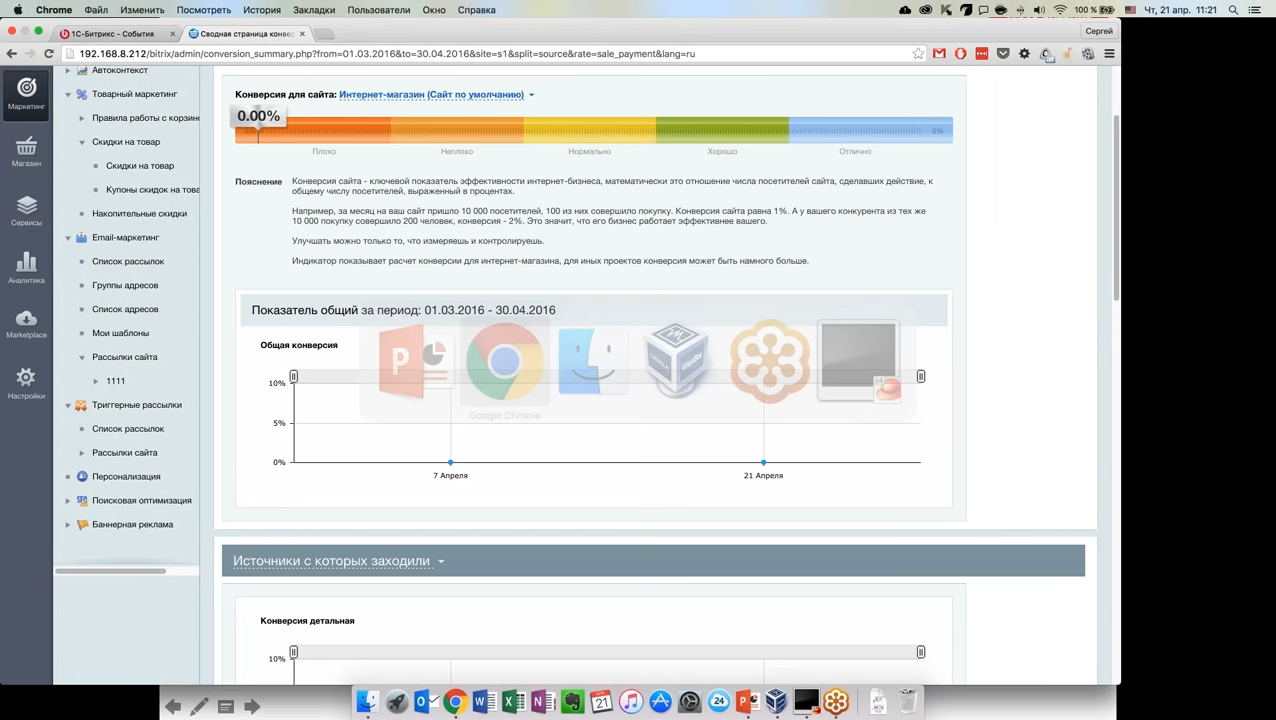 Chrome Файл Изменить Посмотреть История Закладки Пользователи Окно Справка
100 % Чт, 21 апр. 11:21
1С-Битрикс - События
Сводная страница конвер
Сергей
192.168.8.212/bitrix/admin/conversion_summary.php?from=01.03.2016&to=30.04.2016&site=s1&split=source&rate=sale_payment&lang=ru
Маркетинг
Магазин
Сервисы
Аналитика
Marketplace
Настройки
Автоконтекст
Товарный маркетинг
Правила работы с корзино
Скидки на товар
Скидки на товар
Купоны скидок на това
Накопительные скидки
Email-маркетинг
Список рассылок
Группы адресов
Список адресов
Мои шаблоны
Рассылки сайта
1111
Триггерные рассылки
Список рассылок
Рассылки сайта
Персонализация
Поисковая оптимизация
Баннерная реклама
Конверсия для сайта: Интернет-магазин (Сайт по умолчанию)
0.00%
6%
Плохо Неплохо Нормально Хорошо Отлично
Пояснение
Конверсия сайта - ключевой показатель эффективности интернет-бизнеса, математически это отношение числа посетителей сайта, сделавших действие, к
общему числу посетителей, выраженный в процентах.
Например, за месяц на ваш сайт пришло 10 000 посетителей, 100 из них совершило покупку. Конверсия сайта равна 1%. А у вашего конкурента из тех же
10 000 покупку совершило 200 человек, конверсия - 2%. Это значит, что его бизнес работает эффективнее вашего.
Улучшать можно только то, что измеряешь и контролируешь.
Индикатор показывает расчет конверсии для интернет-магазина, для иных проектов конверсия может быть намного больше.
Показатель общий за период: 01.03.2016 - 30.04.2016
Общая конверсия
10%
5%
0%
7 Апреля 21 Апреля
Google Chrome
Источники с которых заходили
Конверсия детальная
10%
21
24